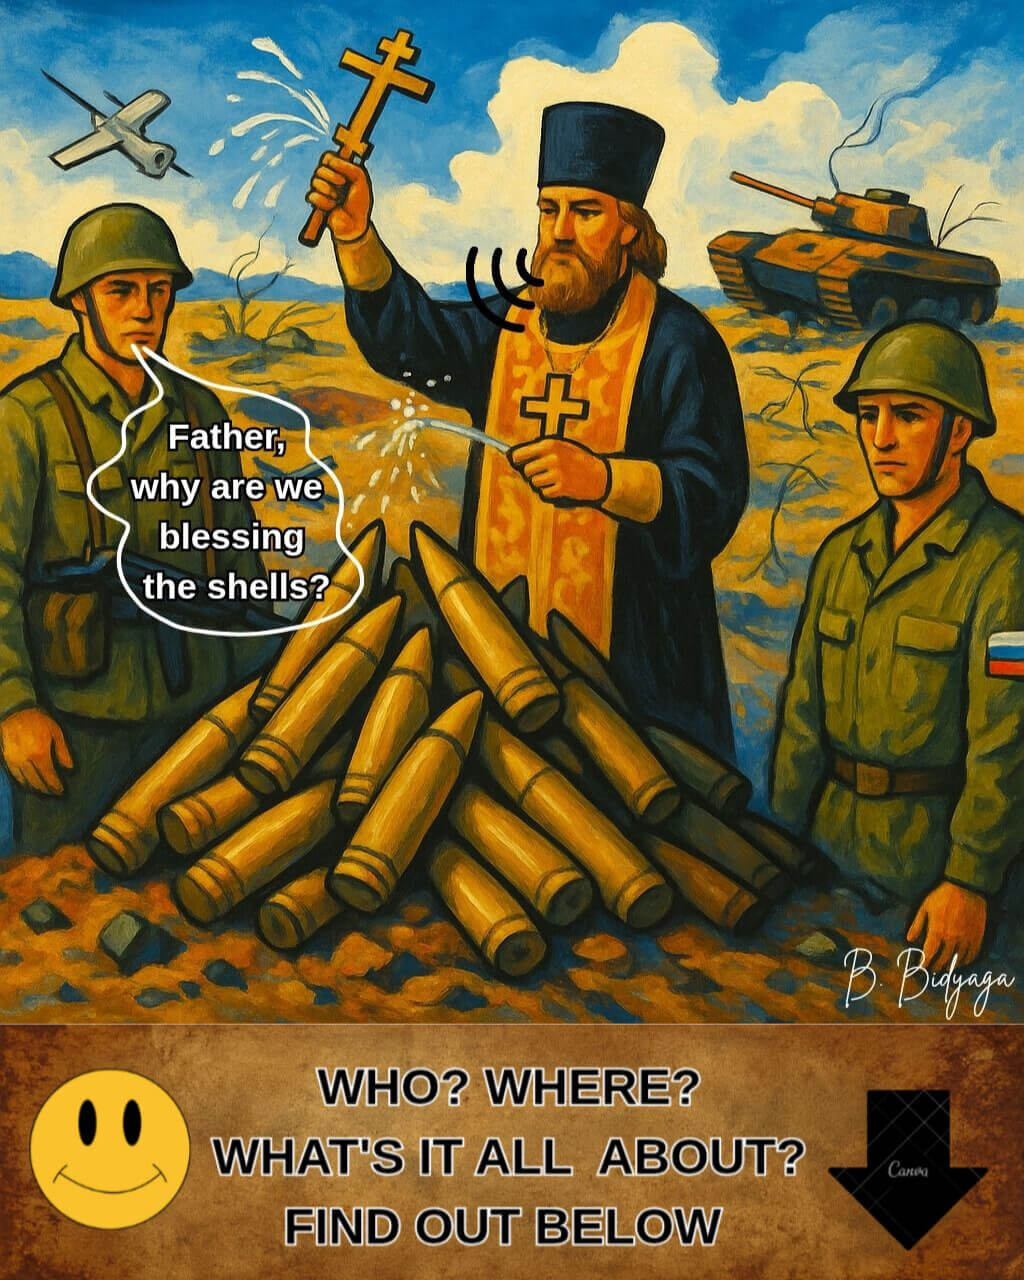 Father,
why are we
blessing
the shells?
B. Bidyaga
WHO? WHERE?
WHAT'S IT ALL ABOUT?
FIND OUT BELOW
Canva